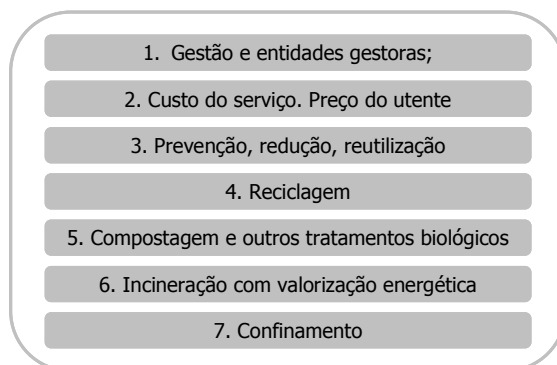 1. Gestão e entidades gestoras;
2. Custo do serviço. Preço do utente
3. Prevenção, redução, reutilização
4. Reciclagem
5. Compostagem e outros tratamentos biológicos
6. Incineração com valorização energética
7. Confinamento